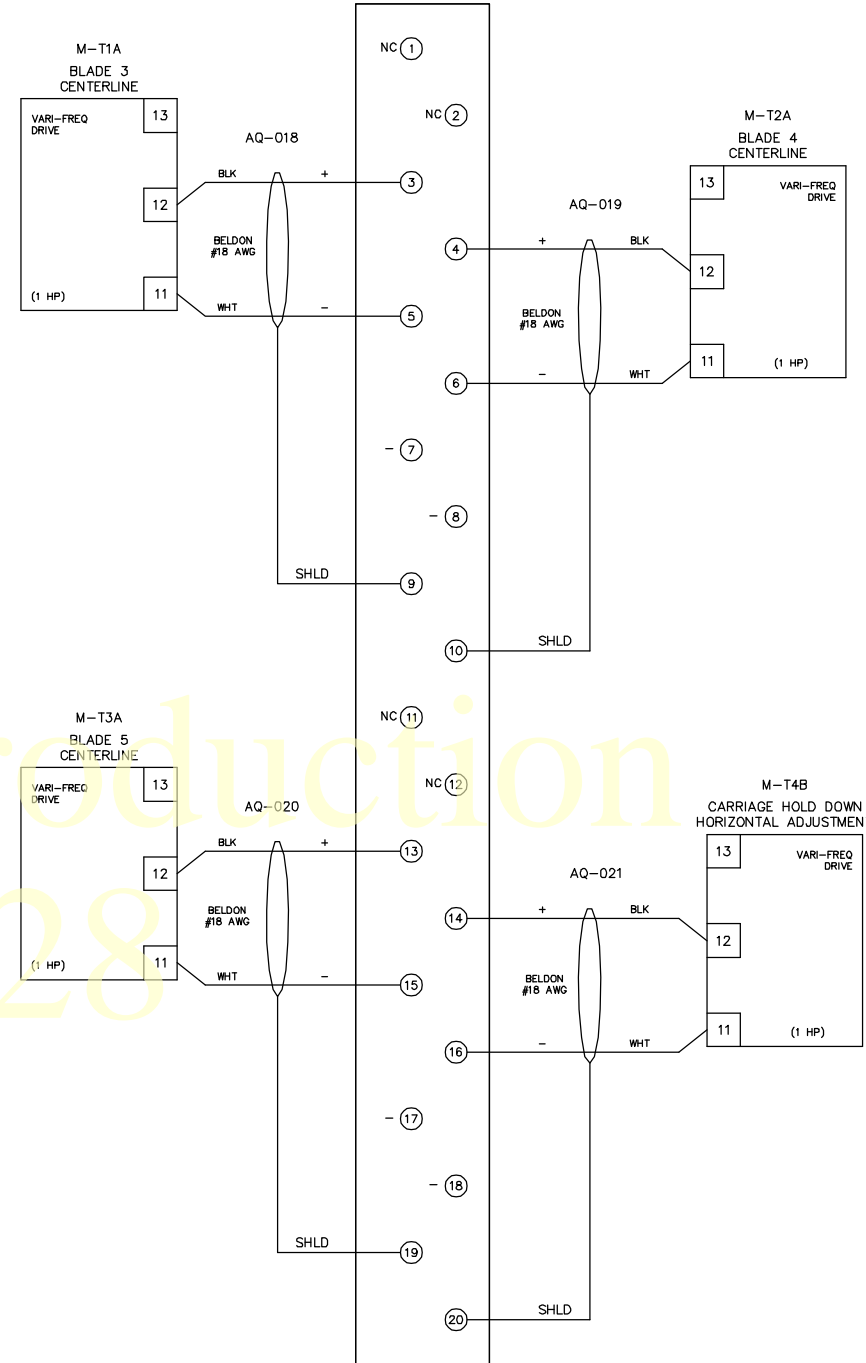 NC 1
M-T1A
BLADE 3
CENTERLINE
VARI-FREQ
DRIVE
13
12
11
(1 HP)
AQ-018
BLK
+
3
BELDON
#18 AWG
WHT
-
5
SHLD
9
NC 2
M-T2A
BLADE 4
CENTERLINE
13
VARI-FREQ
DRIVE
12
11
(1 HP)
AQ-019
4
+
BLK
BELDON
#18 AWG
6
-
WHT
- 7
- 8
10
SHLD
NC 11
M-T3A
BLADE 5
CENTERLINE
VARI-FREQ
DRIVE
13
12
11
(1 HP)
AQ-020
BLK
+
13
BELDON
#18 AWG
WHT
-
15
SHLD
19
NC 12
M-T4B
CARRIAGE HOLD DOWN
HORIZONTAL ADJUSTMEN
13
VARI-FREQ
DRIVE
12
11
(1 HP)
AQ-021
14
+
BLK
BELDON
#18 AWG
16
-
WHT
- 17
- 18
20
SHLD
roduction
28